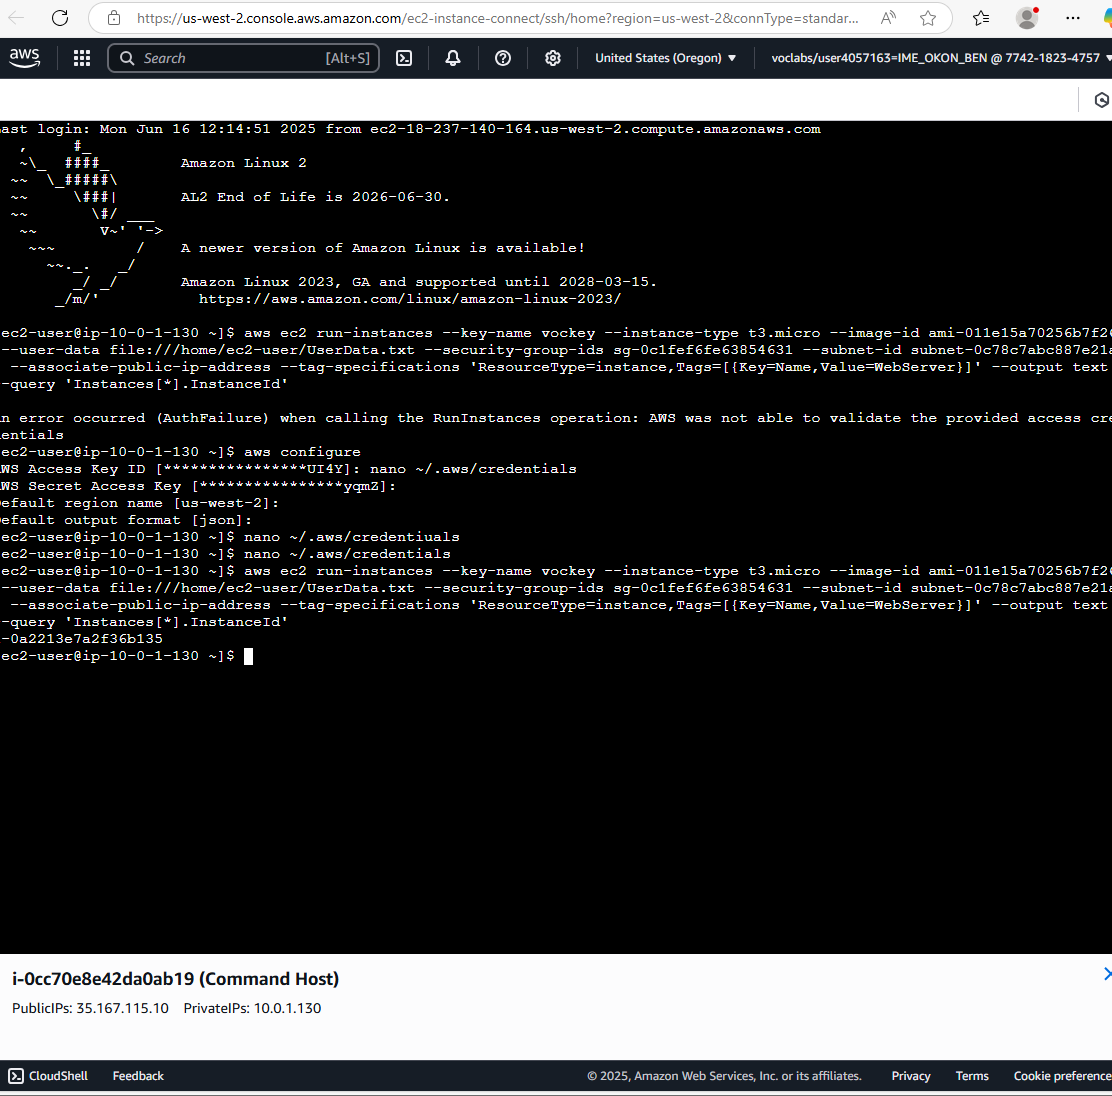 https://us-west-2.console.aws.amazon.com/ec2-instance-connect/ssh/home?region=us-west-2&connType=standar...
aws
Search [Alt+S]
United States (Oregon) ▼
voclabs/user4057163=IME_OKON_BEN @ 7742-1823-4757 ▼
ast login: Mon Jun 16 12:14:51 2025 from ec2-18-237-140-164.us-west-2.compute.amazonaws.com
   ,     #_
  ~\_  ####_        Amazon Linux 2
 ~~  \_#####\
 ~~     \###|       AL2 End of Life is 2026-06-30.
 ~~       \#/ ___
  ~~       V~' '->
   ~~~         /    A newer version of Amazon Linux is available!
     ~~._.   _/
        _/ _/       Amazon Linux 2023, GA and supported until 2028-03-15.
      _/m/'           https://aws.amazon.com/linux/amazon-linux-2023/
ec2-user@ip-10-0-1-130 ~]$ aws ec2 run-instances --key-name vockey --instance-type t3.micro --image-id ami-011e15a70256b7f26
--user-data file:///home/ec2-user/UserData.txt --security-group-ids sg-0c1fef6fe63854631 --subnet-id subnet-0c78c7abc887e21a
--associate-public-ip-address --tag-specifications 'ResourceType=instance,Tags=[{Key=Name,Value=WebServer}]' --output text
-query 'Instances[*].InstanceId'
n error occurred (AuthFailure) when calling the RunInstances operation: AWS was not able to validate the provided access cre
dentials
ec2-user@ip-10-0-1-130 ~]$ aws configure
WS Access Key ID [****************UI4Y]: nano ~/.aws/credentials
WS Secret Access Key [****************yqmZ]:
efault region name [us-west-2]:
efault output format [json]:
ec2-user@ip-10-0-1-130 ~]$ nano ~/.aws/credentiuals
ec2-user@ip-10-0-1-130 ~]$ nano ~/.aws/credentials
ec2-user@ip-10-0-1-130 ~]$ aws ec2 run-instances --key-name vockey --instance-type t3.micro --image-id ami-011e15a70256b7f26
--user-data file:///home/ec2-user/UserData.txt --security-group-ids sg-0c1fef6fe63854631 --subnet-id subnet-0c78c7abc887e21a
--associate-public-ip-address --tag-specifications 'ResourceType=instance,Tags=[{Key=Name,Value=WebServer}]' --output text
-query 'Instances[*].InstanceId'
-0a2213e7a2f36b135
ec2-user@ip-10-0-1-130 ~]$
i-0cc70e8e42da0ab19 (Command Host)
PublicIPs: 35.167.115.10 PrivateIPs: 10.0.1.130
CloudShell Feedback © 2025, Amazon Web Services, Inc. or its affiliates. Privacy Terms Cookie preference